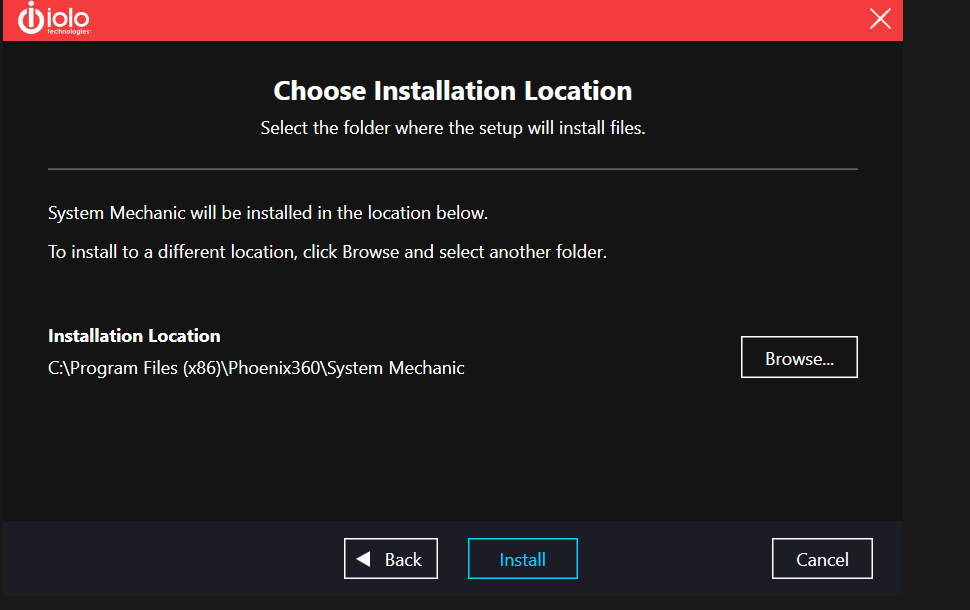 iolo
technologies
Choose Installation Location
Select the folder where the setup will install files.
System Mechanic will be installed in the location below.
To install to a different location, click Browse and select another folder.
Installation Location
C:\Program Files (x86)\Phoenix360\System Mechanic
Browse...
Back
Install
Cancel